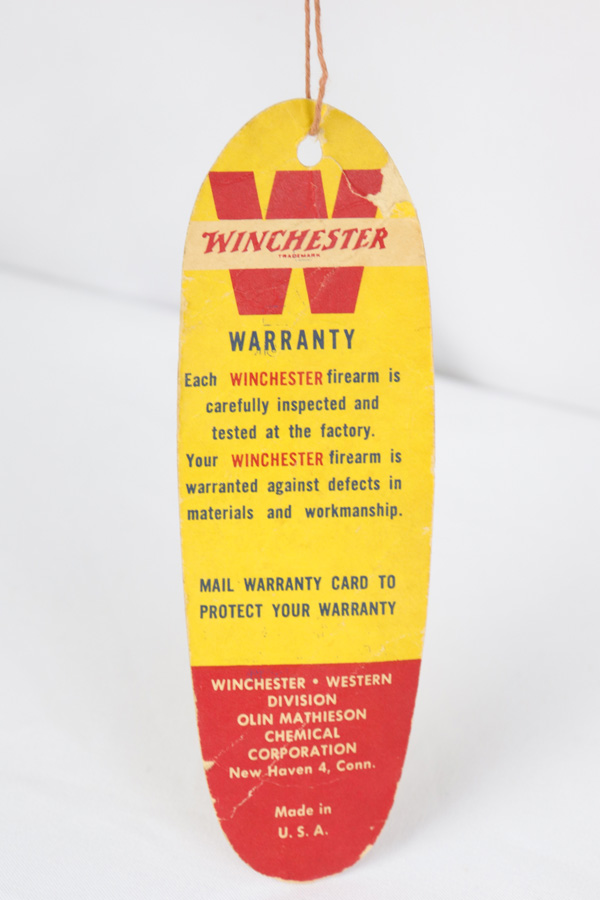 W
WINCHESTER
TRADEMARK
WARRANTY
Each WINCHESTER firearm is
carefully inspected and
tested at the factory.
Your WINCHESTER firearm is
warranted against defects in
materials and workmanship.
MAIL WARRANTY CARD TO
PROTECT YOUR WARRANTY
WINCHESTER • WESTERN
DIVISION
OLIN MATHIESON
CHEMICAL
CORPORATION
New Haven 4, Conn.
Made in
U. S. A.